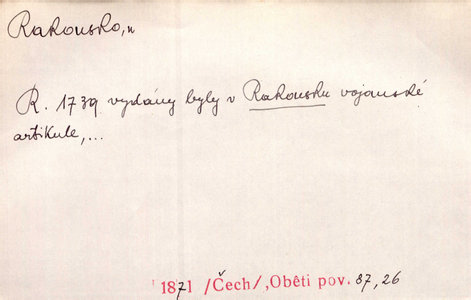 Rakousko, n
R. 1739 vydány byly v Rakousku vojanské
artikule,...
1871 /Čech/, Oběti pov. 87, 26